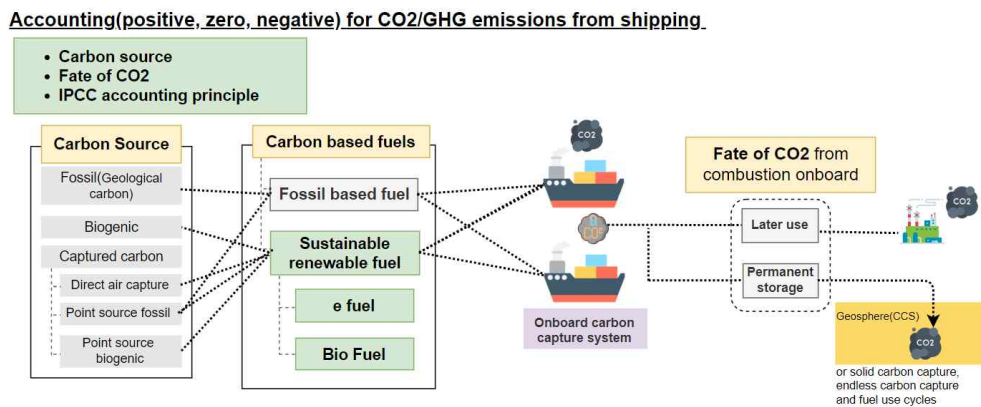 Accounting(positive, zero, negative) for CO2/GHG emissions from shipping
• Carbon source
• Fate of CO2
• IPCC accounting principle
Carbon Source
Fossil(Geological
carbon)
Biogenic
Captured carbon
Direct air capture
Point source fossil
Point source
biogenic
Carbon based fuels
Fossil based fuel
Sustainable
renewable fuel
e fuel
Bio Fuel
CO2
CO2
Onboard carbon
capture system
Fate of CO2 from
combustion onboard
Later use
Permanent
storage
CO2
Geosphere(CCS)
CO2
or solid carbon capture,
endless carbon capture
and fuel use cycles